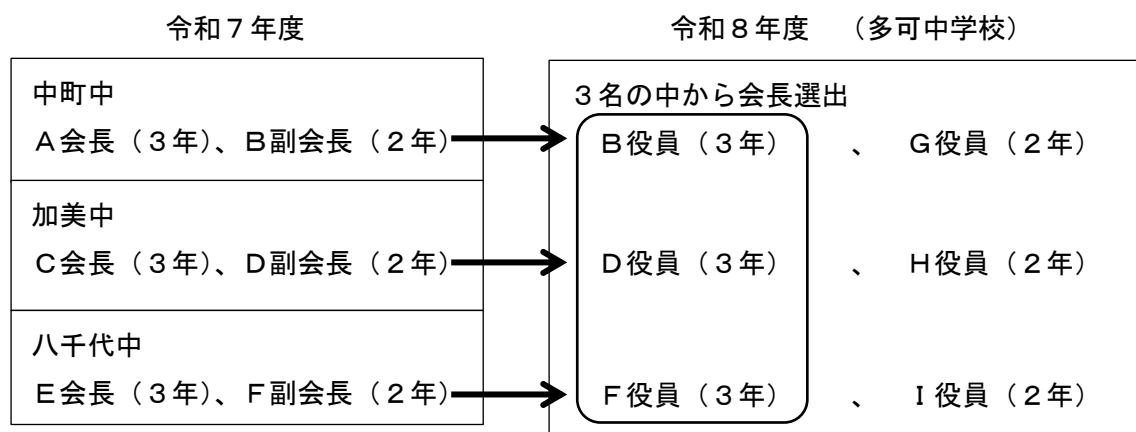 令和７年度
令和８年度　（多可中学校）
中町中
Ａ会長（３年）、Ｂ副会長（２年）
加美中
Ｃ会長（３年）、Ｄ副会長（２年）
八千代中
Ｅ会長（３年）、Ｆ副会長（２年）
３名の中から会長選出
Ｂ役員（３年）　、　Ｇ役員（２年）
Ｄ役員（３年）　、　Ｈ役員（２年）
Ｆ役員（３年）　、　Ｉ役員（２年）